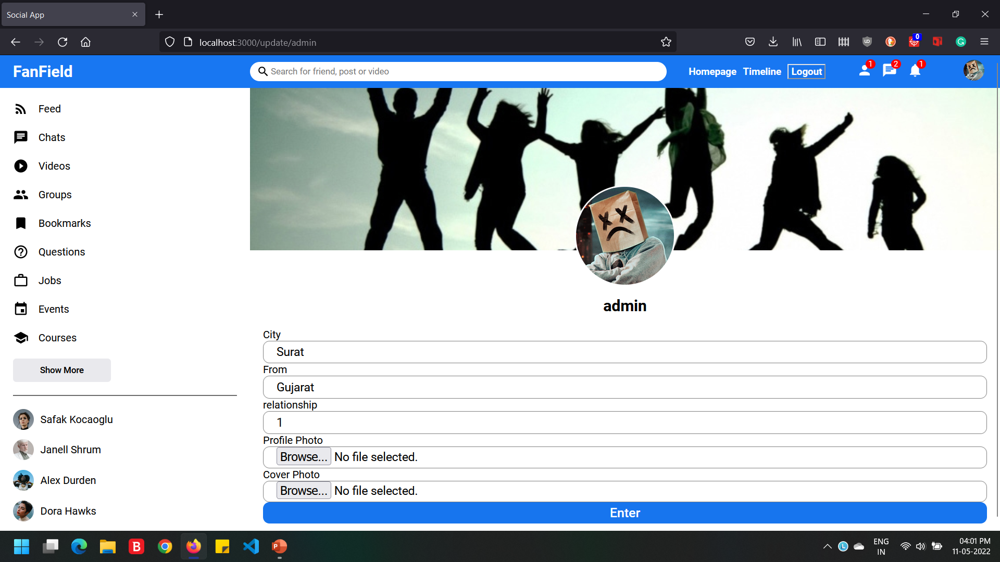 Social App
localhost:3000/update/admin
0
FanField
Search for friend, post or video
Homepage Timeline Logout
1
2
1
Feed
Chats
Videos
Groups
Bookmarks
Questions
Jobs
Events
Courses
Show More
Safak Kocaoglu
Janell Shrum
Alex Durden
Dora Hawks
admin
City
Surat
From
Gujarat
relationship
1
Profile Photo
Browse... No file selected.
Cover Photo
Browse... No file selected.
Enter
ENG
IN
04:01 PM
11-05-2022